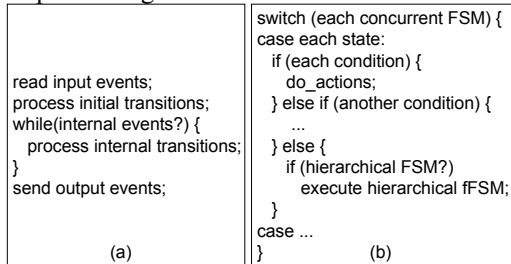 read input events;
process initial transitions;
while(internal events?) {
process internal transitions;
}
send output events;
(a)
switch (each concurrent FSM) {
case each state:
if (each condition) {
do_actions;
} else if (another condition) {
...
} else {
if (hierarchical FSM?)
execute hierarchical fFSM;
}
case ...
}
(b)